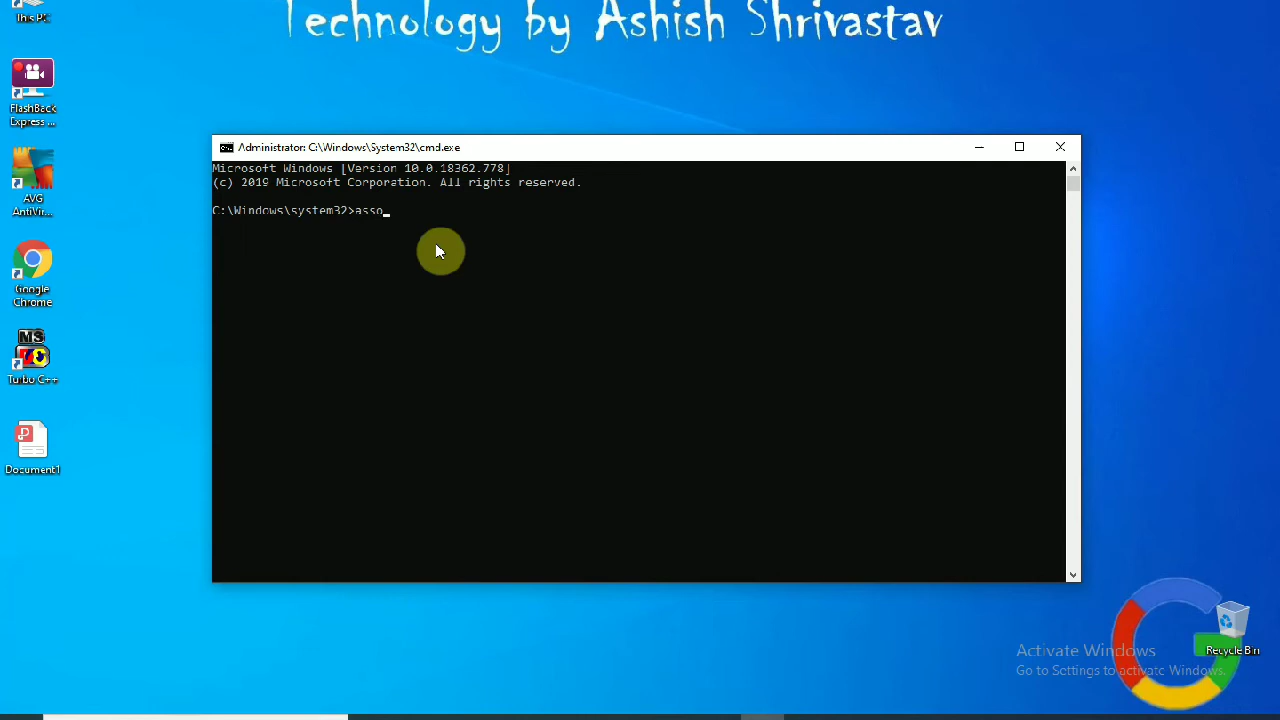 Technology by Ashish Shrivastav
This PC
FlashBack
Express ...
AVG
AntiVir...
Google
Chrome
MS
Turbo C++
Document1
Administrator: C:\Windows\System32\cmd.exe
Microsoft Windows [Version 10.0.18362.778]
(c) 2019 Microsoft Corporation. All rights reserved.
C:\Windows\system32>asso_
Activate Windows
Go to Settings to activate Windows.
Recycle Bin